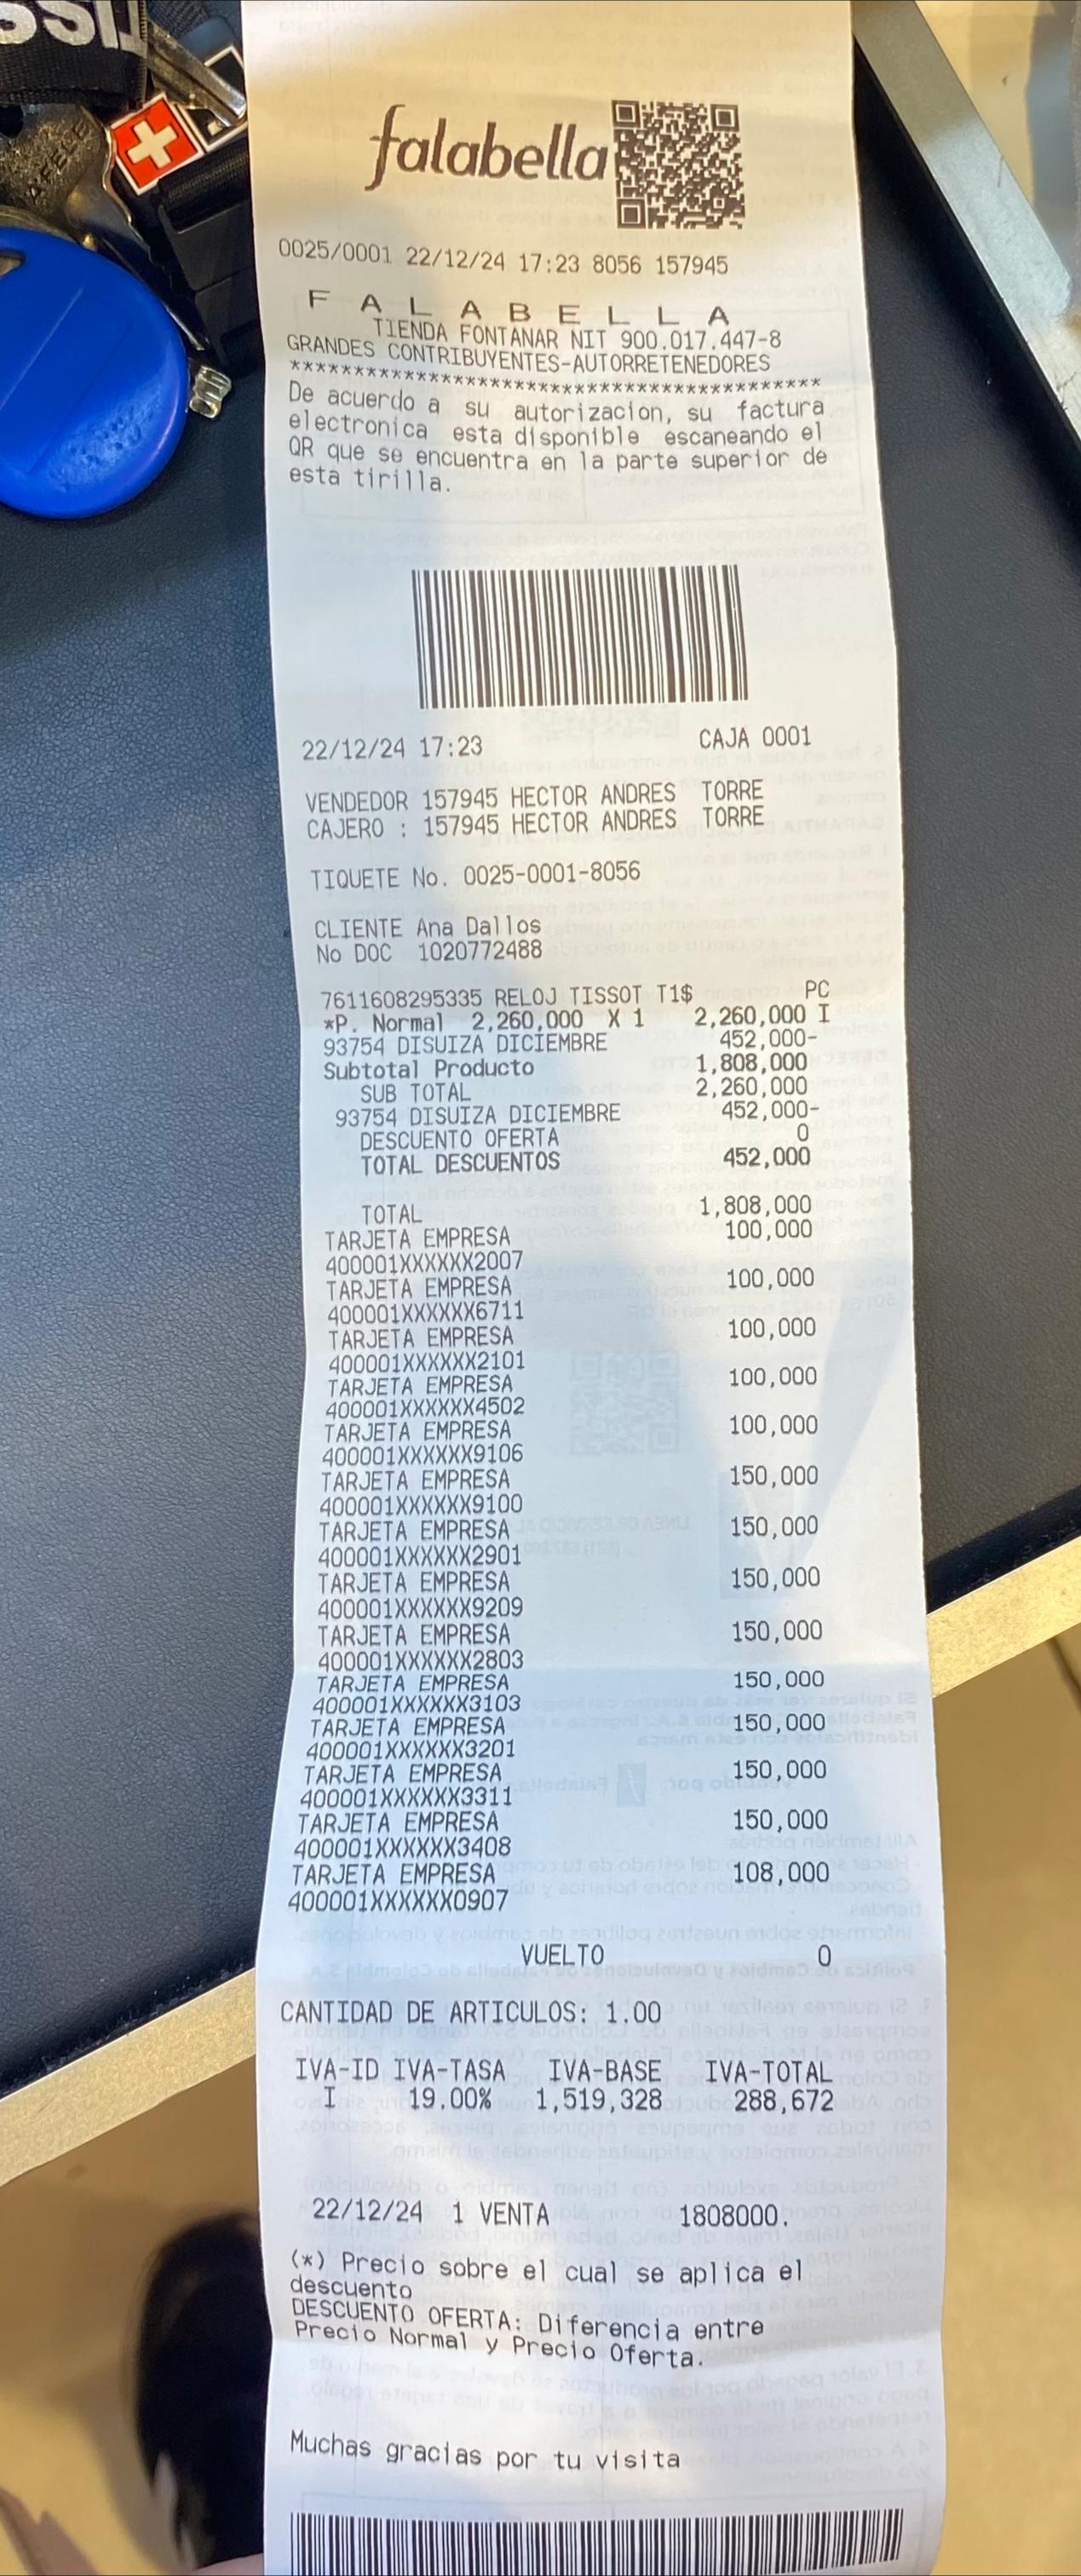 falabella
0025/0001 22/12/24 17:23 8056 157945
F A L A B E L L A
TIENDA FONTANAR NIT 900.017.447-8
GRANDES CONTRIBUYENTES-AUTORRETENEDORES
*****************************************
De acuerdo a su autorizacion, su factura
electronica esta disponible escaneando el
QR que se encuentra en la parte superior de
esta tirilla.
22/12/24 17:23 CAJA 0001
VENDEDOR 157945 HECTOR ANDRES TORRE
CAJERO : 157945 HECTOR ANDRES TORRE
TIQUETE No. 0025-0001-8056
CLIENTE Ana Dallos
No DOC 1020772488
7611608295335 RELOJ TISSOT T1$ PC
*P. Normal 2,260,000 X 1 2,260,000 I
93754 DISUIZA DICIEMBRE 452,000-
Subtotal Producto 1,808,000
SUB TOTAL 2,260,000
93754 DISUIZA DICIEMBRE 452,000-
DESCUENTO OFERTA 0
TOTAL DESCUENTOS 452,000
TOTAL 1,808,000
TARJETA EMPRESA 100,000
400001XXXXXX2007
TARJETA EMPRESA 100,000
400001XXXXXX6711
TARJETA EMPRESA 100,000
400001XXXXXX2101
TARJETA EMPRESA 100,000
400001XXXXXX4502
TARJETA EMPRESA 100,000
400001XXXXXX9106
TARJETA EMPRESA 150,000
400001XXXXXX9100
TARJETA EMPRESA 150,000
400001XXXXXX2901
TARJETA EMPRESA 150,000
400001XXXXXX9209
TARJETA EMPRESA 150,000
400001XXXXXX2803
TARJETA EMPRESA 150,000
400001XXXXXX3103
TARJETA EMPRESA 150,000
400001XXXXXX3201
TARJETA EMPRESA 150,000
400001XXXXXX3311
TARJETA EMPRESA 150,000
400001XXXXXX3408
TARJETA EMPRESA 108,000
400001XXXXXX0907
VUELTO 0
CANTIDAD DE ARTICULOS: 1.00
IVA-ID IVA-TASA IVA-BASE IVA-TOTAL
I 19.00% 1,519,328 288,672
22/12/24 1 VENTA 1808000.
(*) Precio sobre el cual se aplica el
descuento
DESCUENTO OFERTA: Diferencia entre
Precio Normal y Precio Oferta.
Muchas gracias por tu visita